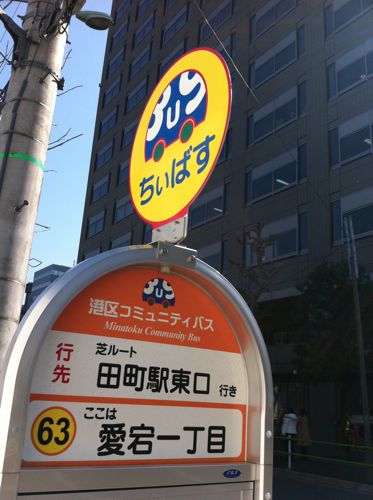 ちぃばす
港区コミュニティバス
Minatoku Community Bus
行先
芝ルート
田町駅東口 行き
63
ここは
愛宕一丁目